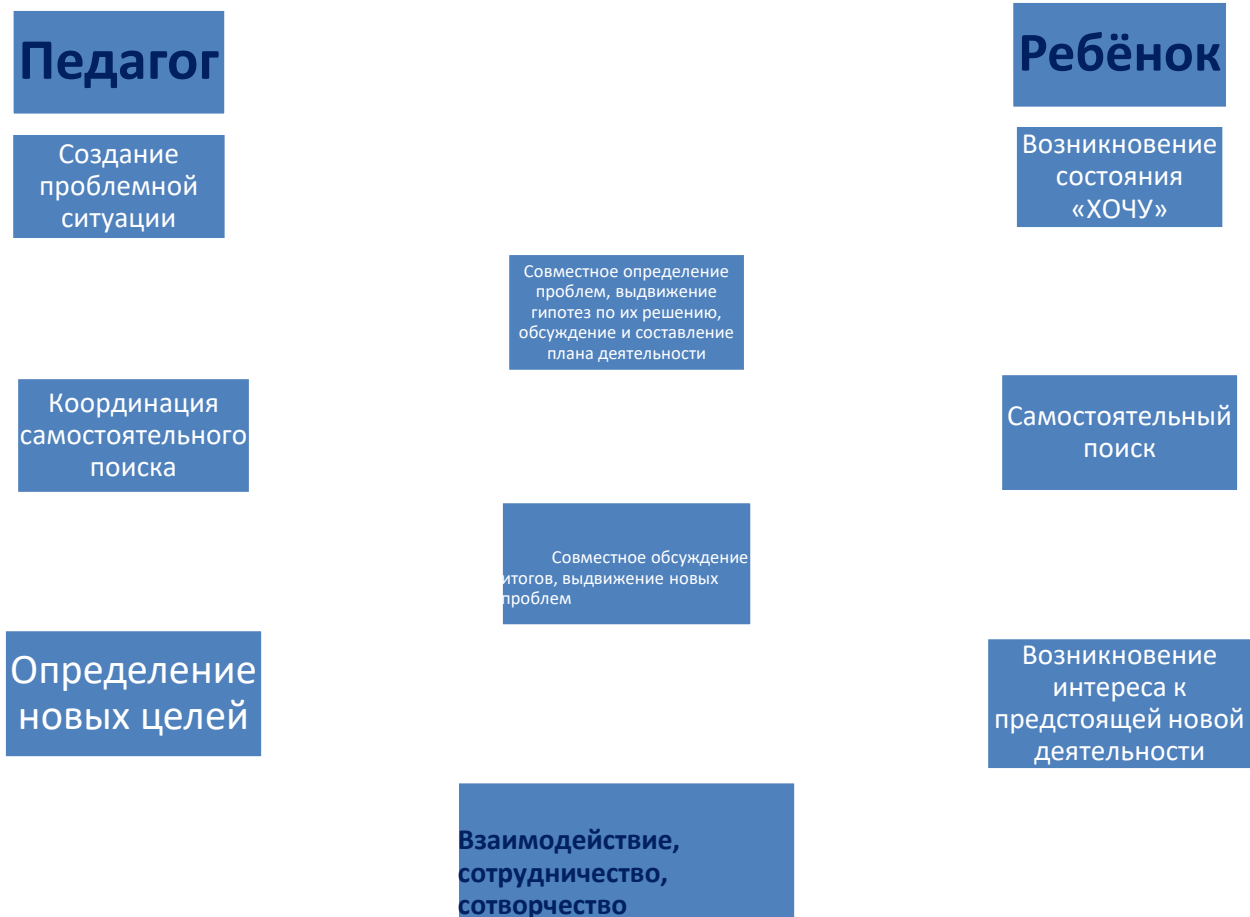 Педагог
Ребёнок
Создание
проблемной
ситуации
Возникновение
состояния
«ХОЧУ»
Совместное определение
проблем, выдвижение
гипотез по их решению,
обсуждение и составление
плана деятельности
Координация
самостоятельного
поиска
Самостоятельный
поиск
Совместное обсуждение
итогов, выдвижение новых
проблем
Определение
новых целей
Возникновение
интереса к
предстоящей новой
деятельности
Взаимодействие,
сотрудничество,
сотворчество